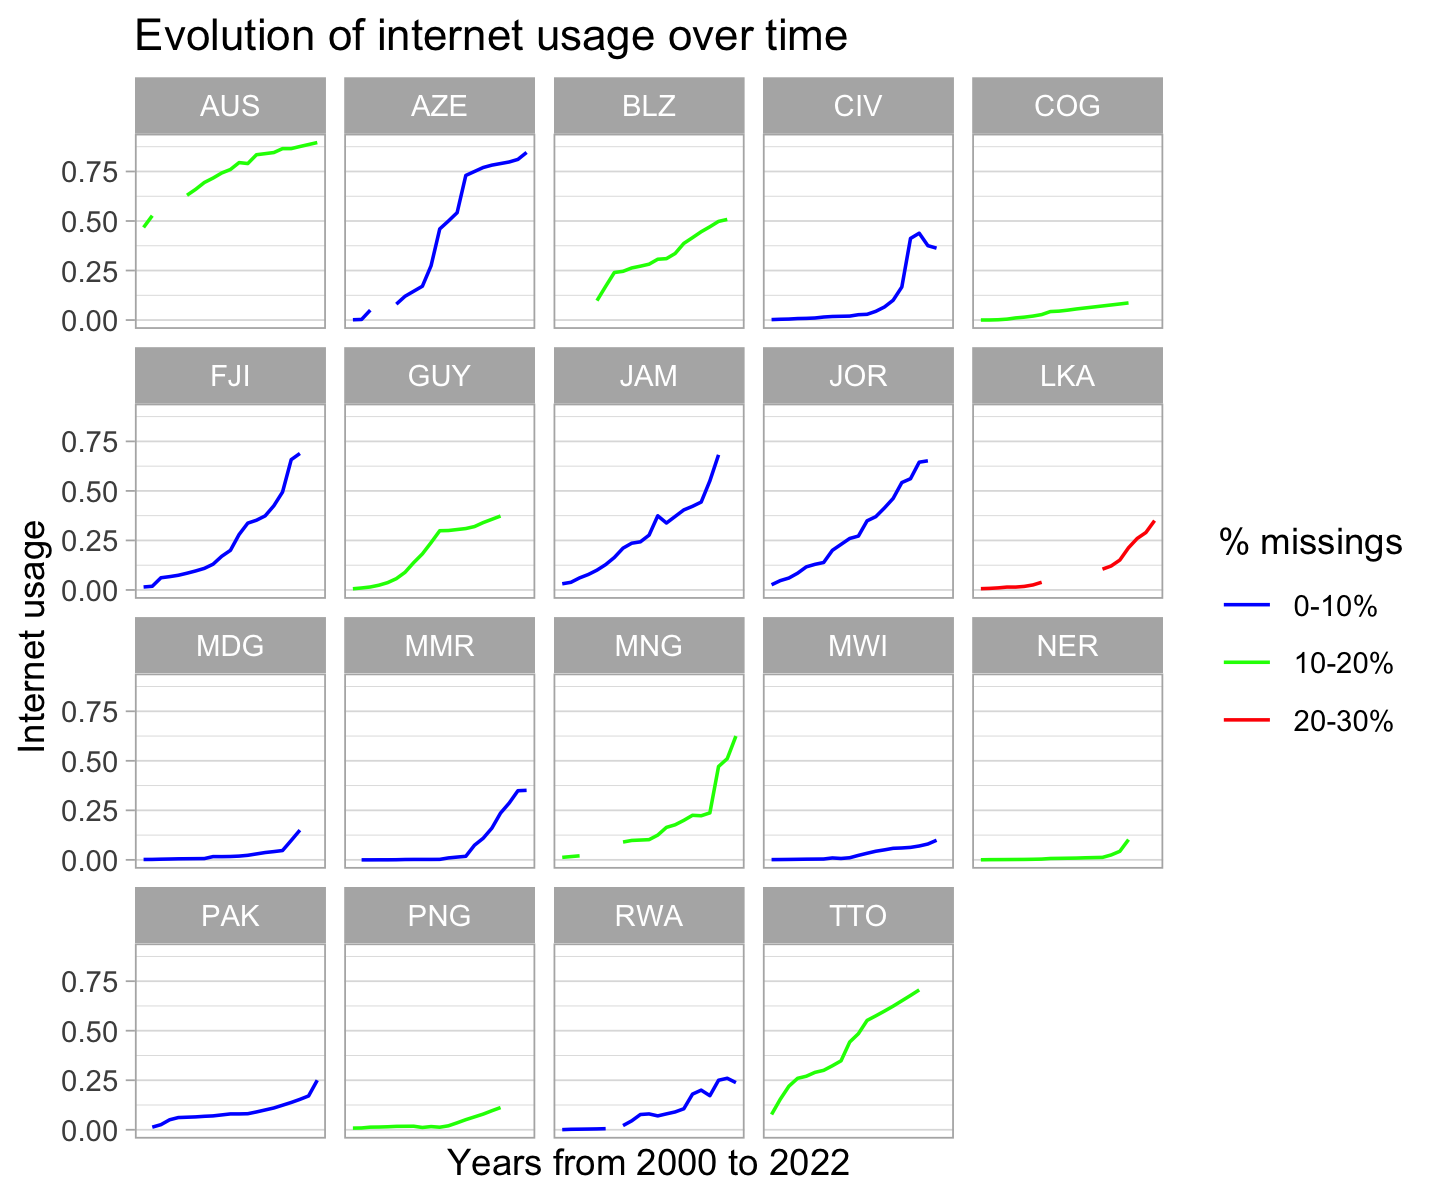 Evolution of internet usage over time
AUS AZE BLZ CIV COG
0.75
0.50
0.25
0.00
FJI GUY JAM JOR LKA
0.75
0.50
0.25
0.00
MDG MMR MNG MWI NER
0.75
0.50
0.25
0.00
PAK PNG RWA TTO
0.75
0.50
0.25
0.00
Internet usage
Years from 2000 to 2022
% missings
0-10%
10-20%
20-30%